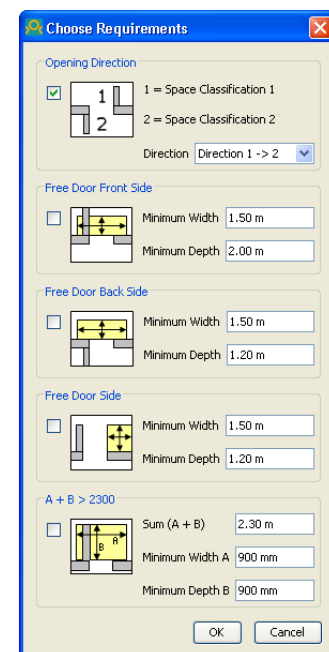 Choose Requirements
Opening Direction
1
2
1 = Space Classification 1
2 = Space Classification 2
Direction Direction 1 -> 2
Free Door Front Side
Minimum Width 1.50 m
Minimum Depth 2.00 m
Free Door Back Side
Minimum Width 1.50 m
Minimum Depth 1.20 m
Free Door Side
Minimum Width 1.50 m
Minimum Depth 1.20 m
A + B > 2300
A
B
Sum (A + B) 2.30 m
Minimum Width A 900 mm
Minimum Depth B 900 mm
OK Cancel